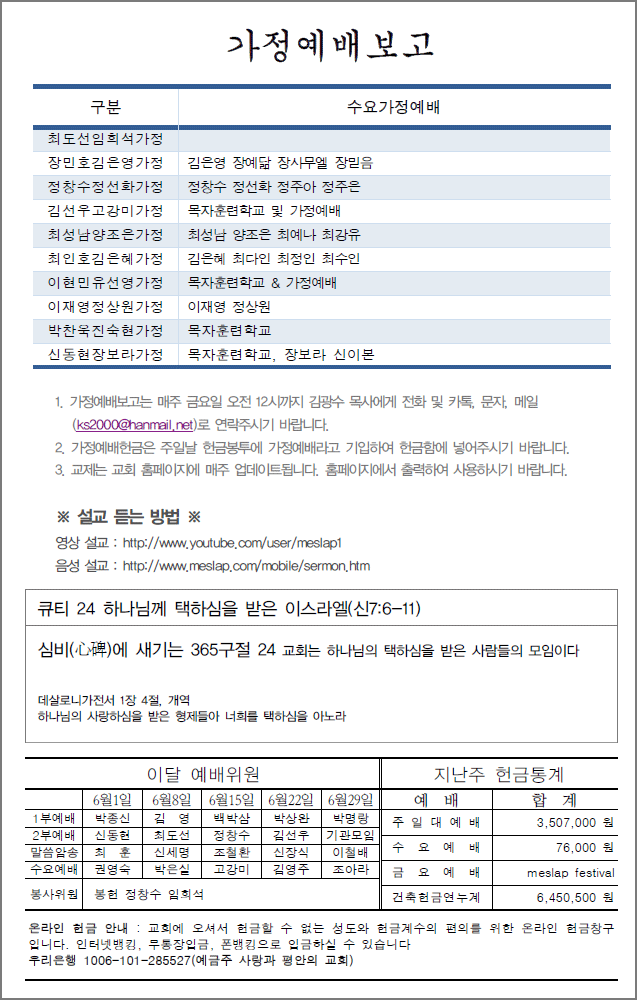 가정예배보고
구분 수요가정예배
최도선임희석가정
장민호김은영가정 김은영 장예닮 장사무엘 장믿음
정창수정선화가정 정창수 정선화 정주아 정주은
김선우고강미가정 목자훈련학교 및 가정예배
최성남양조은가정 최성남 양조은 최예나 최강유
최인호김은혜가정 김은혜 최다인 최정인 최수인
이현민유선영가정 목자훈련학교 & 가정예배
이재영정상원가정 이재영 정상원
박찬욱진숙현가정 목자훈련학교
신동현장보라가정 목자훈련학교, 장보라 신이본
1. 가정예배보고는 매주 금요일 오전 12시까지 김광수 목사에게 전화 및 카톡, 문자, 메일
(ks2000@hanmail.net)로 연락주시기 바랍니다.
2. 가정예배헌금은 주일날 헌금봉투에 가정예배라고 기입하여 헌금함에 넣어주시기 바랍니다.
3. 교제는 교회 홈페이지에 매주 업데이트됩니다. 홈페이지에서 출력하여 사용하시기 바랍니다.
※ 설교 듣는 방법 ※
영상 설교 : http://www.youtube.com/user/meslap1
음성 설교 : http://www.meslap.com/mobile/sermon.htm
큐티 24 하나님께 택하심을 받은 이스라엘(신7:6-11)
심비(心碑)에 새기는 365구절 24 교회는 하나님의 택하심을 받은 사람들의 모임이다
데살로니가전서 1장 4절, 개역
하나님의 사랑하심을 받은 형제들아 너희를 택하심을 아노라
이달 예배위원
6월1일 6월8일 6월15일 6월22일 6월29일
1부예배 박종신 김 영 백박삼 박상완 박명랑
2부예배 신동현 최도선 정창수 김선우 기관모임
말씀암송 최 훈 신세명 조철환 신장식 이철배
수요예배 권영숙 박은실 고강미 김영주 조아라
봉사위원 봉헌 정창수 임희석
지난주 헌금통계
예 배 합 계
주 일 대 예 배 3,507,000 원
수 요 예 배 76,000 원
금 요 예 배 meslap festival
건축헌금연누계 6,450,500 원
온라인 헌금 안내 : 교회에 오셔서 헌금할 수 없는 성도와 헌금계수의 편의를 위한 온라인 헌금창구
입니다. 인터넷뱅킹, 무통장입금, 폰뱅킹으로 입금하실 수 있습니다
우리은행 1006-101-285527(예금주 사랑과 평안의 교회)